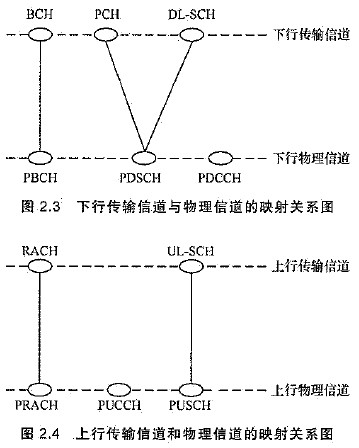 BCH PCH DL-SCH
下行传输信道
下行物理信道
PBCH PDSCH PDCCH
图 2.3 下行传输信道与物理信道的映射关系图
RACH UL-SCH
上行传输信道
上行物理信道
PRACH PUCCH PUSCH
图 2.4 上行传输信道和物理信道的映射关系图